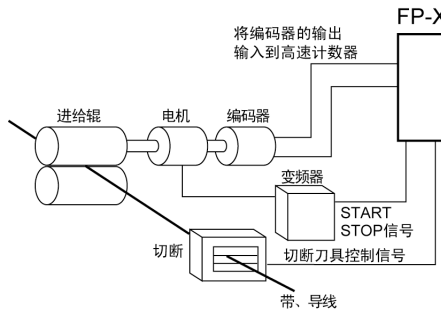 FP-X
将编码器的输出
输入到高速计数器
进给辊
电机
编码器
变频器
START
STOP信号
切断
切断刀具控制信号
带、导线